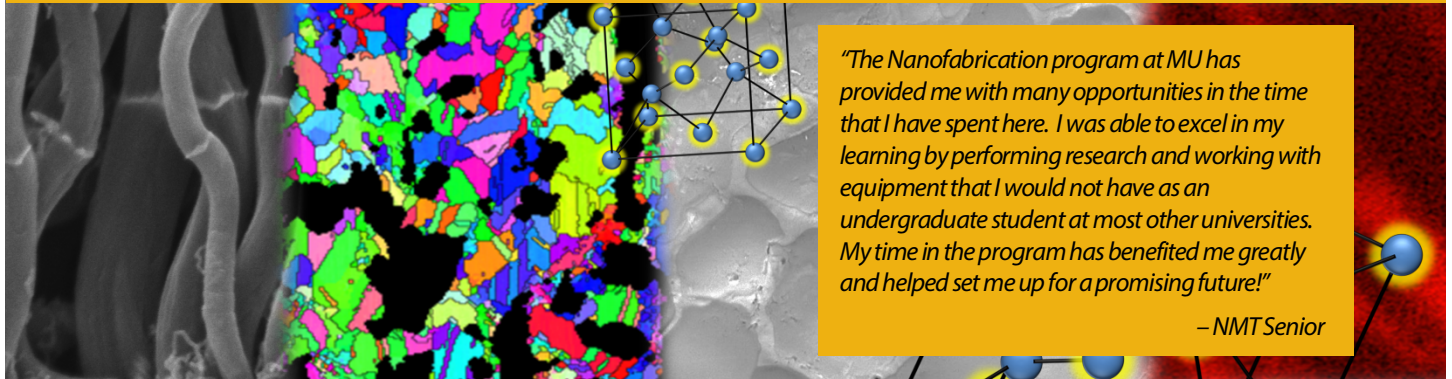 “The Nanofabrication program at MU has
provided me with many opportunities in the time
that I have spent here.  I was able to excel in my
learning by performing research and working with
equipment that I would not have as an
undergraduate student at most other universities.
My time in the program has benefited me greatly
and helped set me up for a promising future!”
– NMT Senior